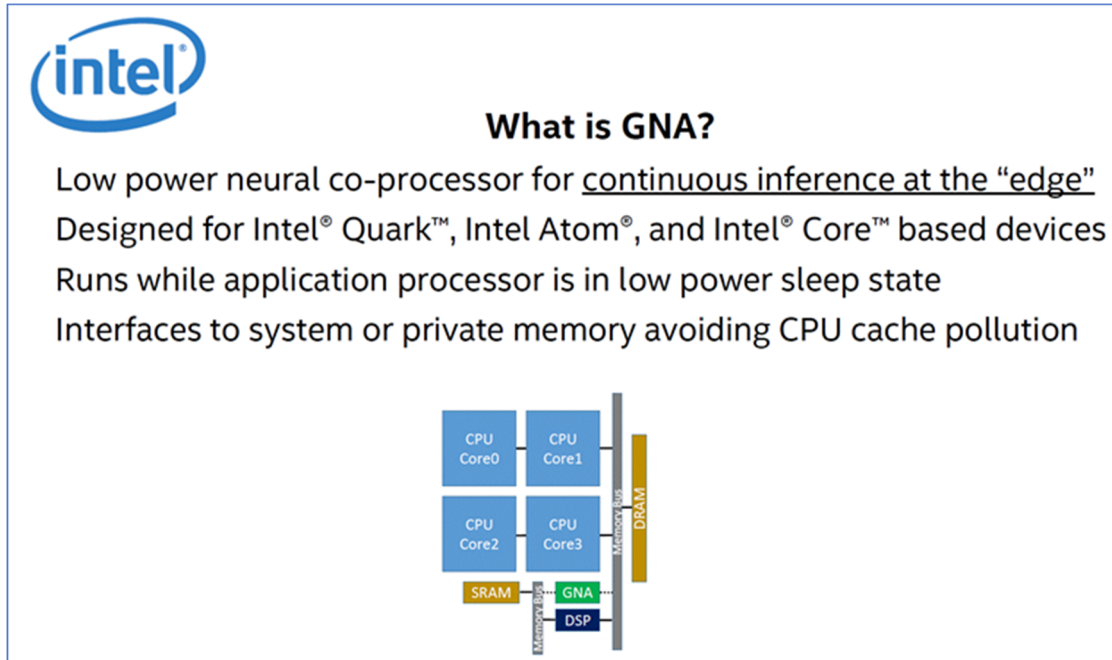 intel®
What is GNA?
Low power neural co-processor for continuous inference at the “edge”
Designed for Intel® Quark™, Intel Atom®, and Intel® Core™ based devices
Runs while application processor is in low power sleep state
Interfaces to system or private memory avoiding CPU cache pollution
CPU
Core0
CPU
Core1
CPU
Core2
CPU
Core3
Memory Bus
DRAM
SRAM
Memory Bus
GNA
DSP